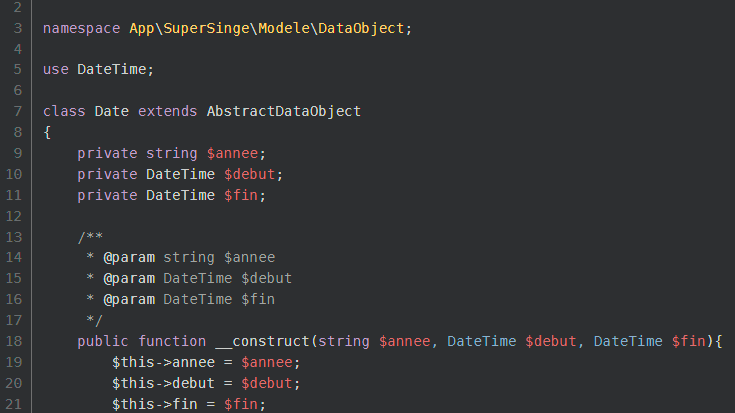 2
3 namespace App\SuperSinge\Modele\DataObject;
4
5 use DateTime;
6
7 class Date extends AbstractDataObject
8 {
9     private string $annee;
10     private DateTime $debut;
11     private DateTime $fin;
12
13     /**
14      * @param string $annee
15      * @param DateTime $debut
16      * @param DateTime $fin
17      */
18     public function __construct(string $annee, DateTime $debut, DateTime $fin){
19         $this->annee = $annee;
20         $this->debut = $debut;
21         $this->fin = $fin;